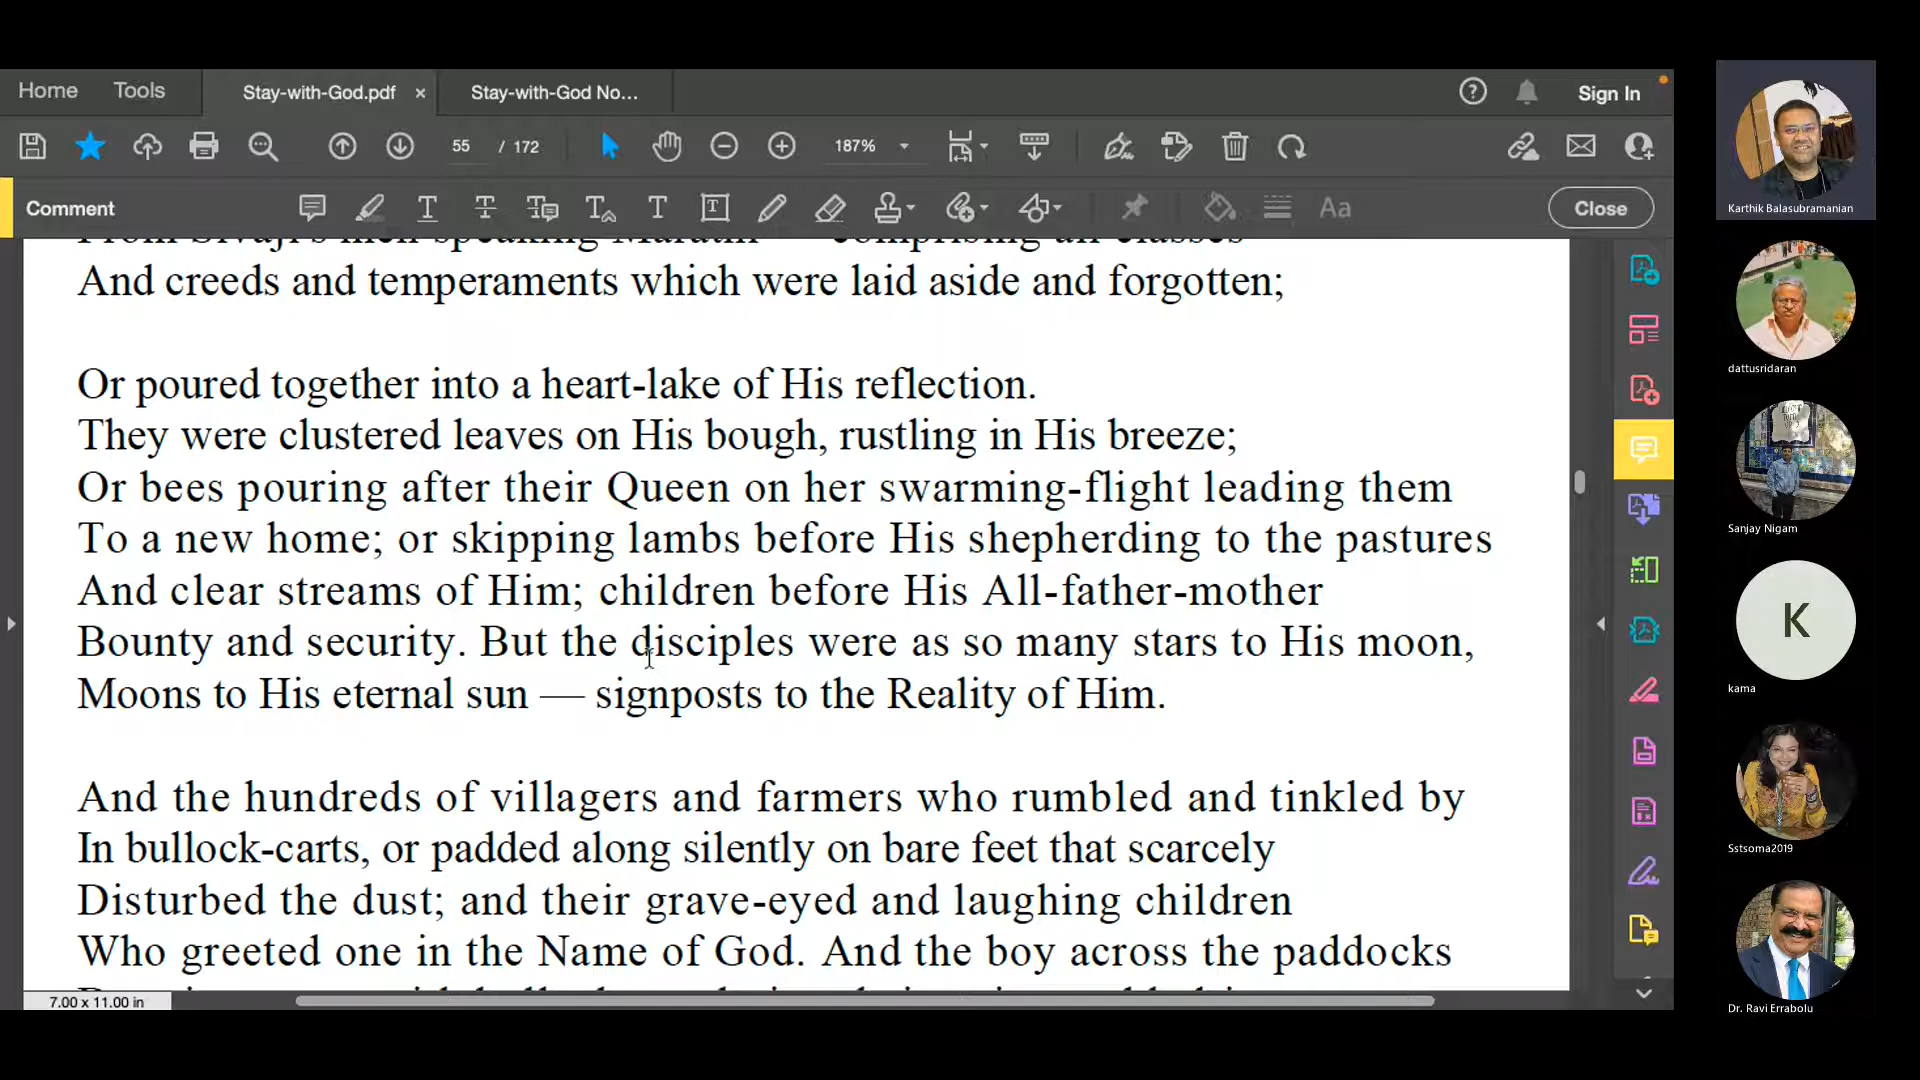 Home Tools Stay-with-God.pdf × Stay-with-God No... ? Sign In
55 / 172 187%
Comment T T T T T T Aa Close
And creeds and temperaments which were laid aside and forgotten;
Or poured together into a heart-lake of His reflection.
They were clustered leaves on His bough, rustling in His breeze;
Or bees pouring after their Queen on her swarming-flight leading them
To a new home; or skipping lambs before His shepherding to the pastures
And clear streams of Him; children before His All-father-mother
Bounty and security. But the disciples were as so many stars to His moon,
Moons to His eternal sun — signposts to the Reality of Him.
And the hundreds of villagers and farmers who rumbled and tinkled by
In bullock-carts, or padded along silently on bare feet that scarcely
Disturbed the dust; and their grave-eyed and laughing children
Who greeted one in the Name of God. And the boy across the paddocks
7.00 x 11.00 in
Karthik Balasubramanian
dattusridaran
Sanjay Nigam
K
kama
Sstsoma2019
Dr. Ravi Errabolu